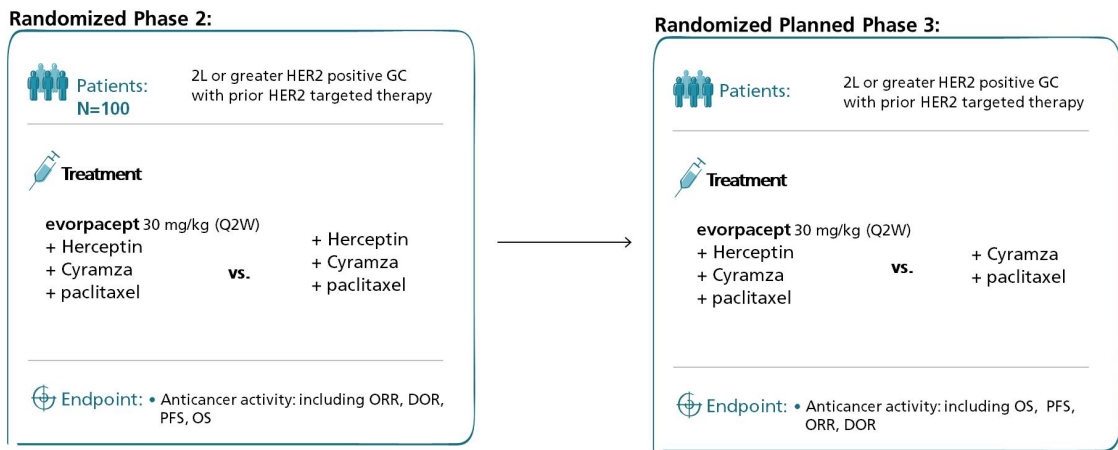 Randomized Phase 2:
Patients:
N=100
2L or greater HER2 positive GC
with prior HER2 targeted therapy
Treatment
evorpacept 30 mg/kg (Q2W)
+ Herceptin
+ Cyramza
+ paclitaxel
vs.
+ Herceptin
+ Cyramza
+ paclitaxel
Endpoint: • Anticancer activity: including ORR, DOR,
PFS, OS
Randomized Planned Phase 3:
Patients:
2L or greater HER2 positive GC
with prior HER2 targeted therapy
Treatment
evorpacept 30 mg/kg (Q2W)
+ Herceptin
+ Cyramza
+ paclitaxel
vs.
+ Cyramza
+ paclitaxel
Endpoint: • Anticancer activity: including OS, PFS,
ORR, DOR